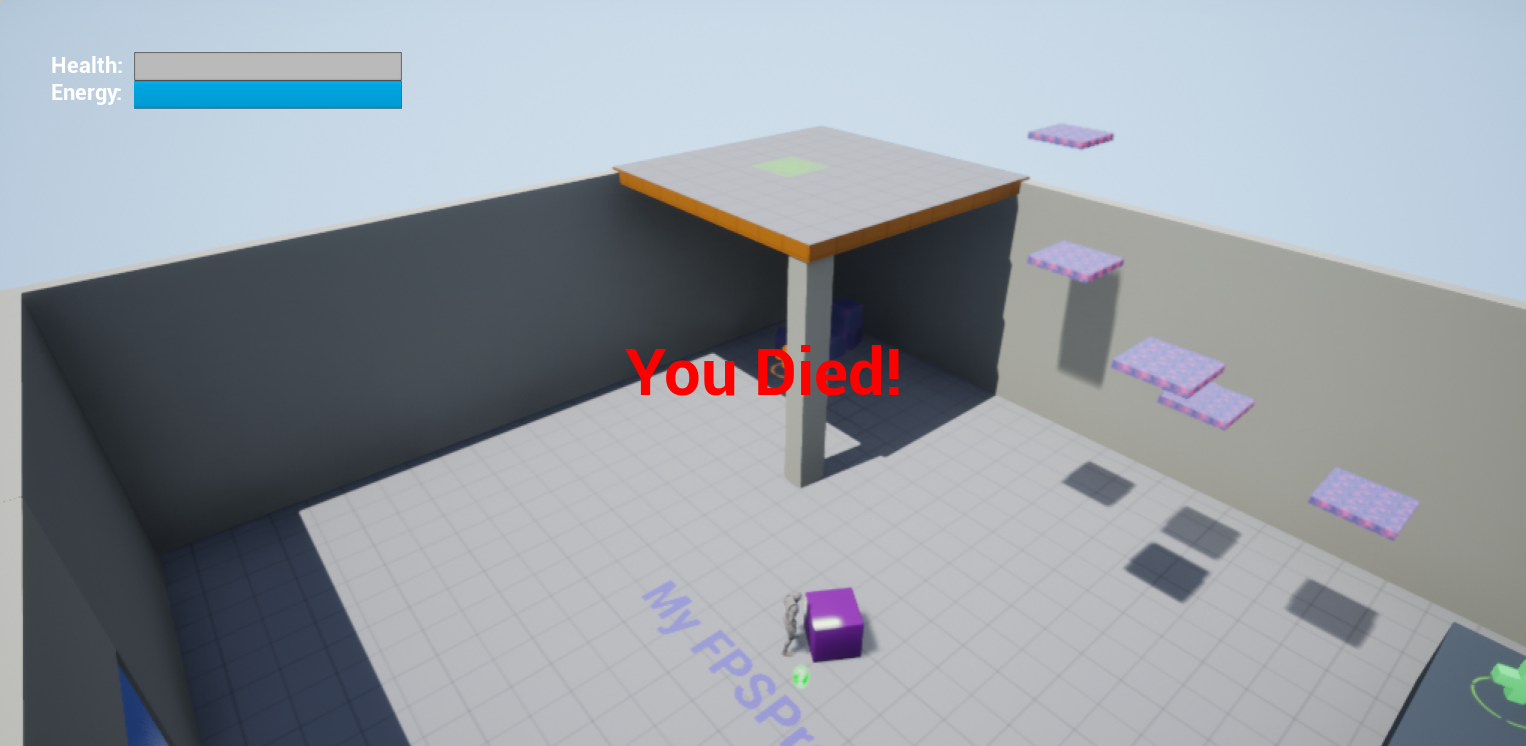 Health:
Energy:
You Died!
My FPSPr